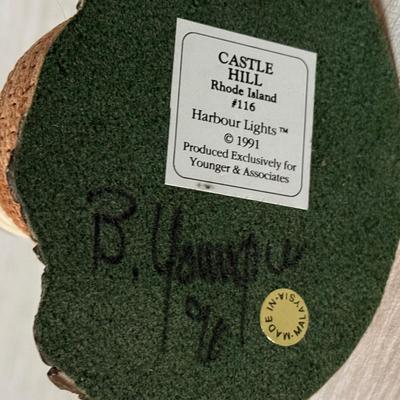 CASTLE
HILL
Rhode Island
#116
Harbour Lights™
© 1991
Produced Exclusively for
Younger & Associates
B. Younger
'96
MADE IN MALAYSIA